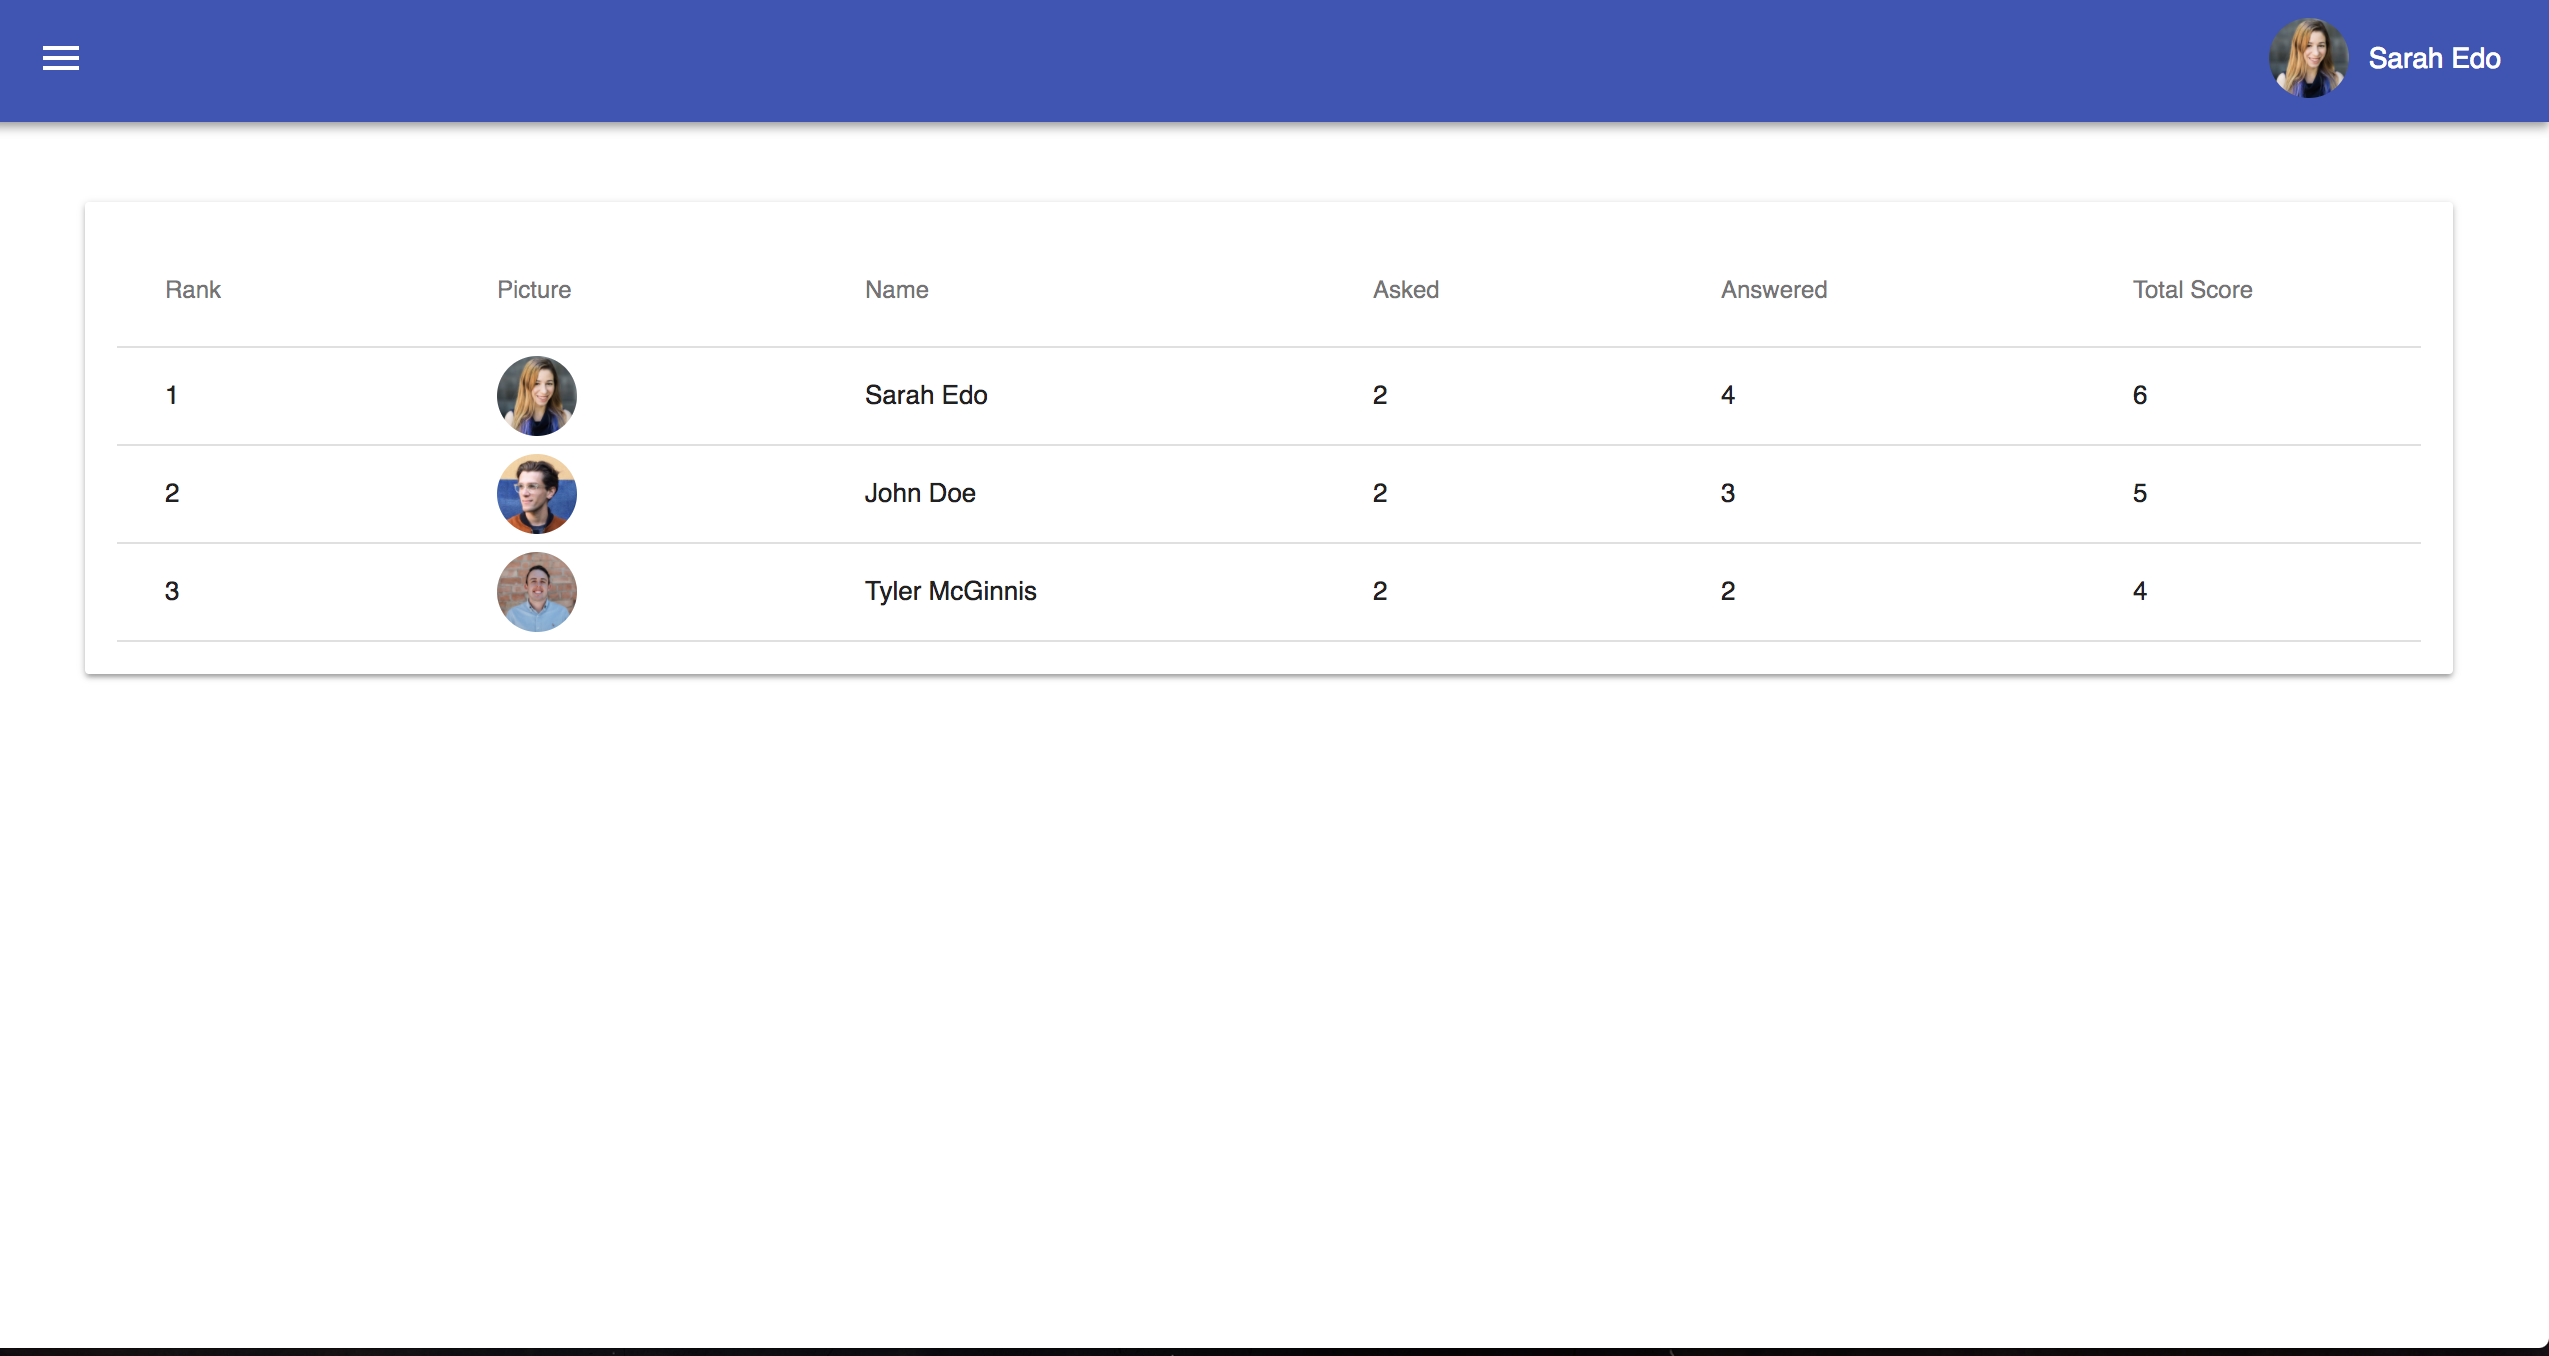 Sarah Edo
Rank Picture Name Asked Answered Total Score
1 Sarah Edo 2 4 6
2 John Doe 2 3 5
3 Tyler McGinnis 2 2 4